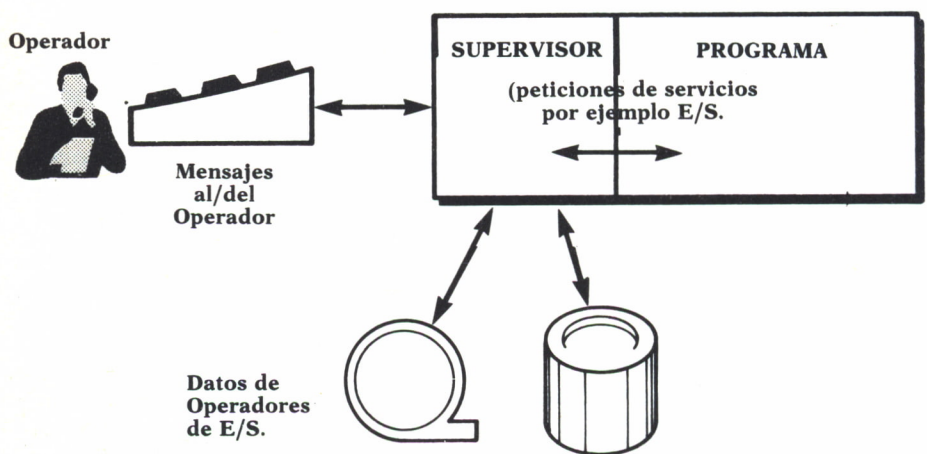 Operador
SUPERVISOR
PROGRAMA
(peticiones de servicios
por ejemplo E/S.
Mensajes
al/del
Operador
Datos de
Operadores
de E/S.